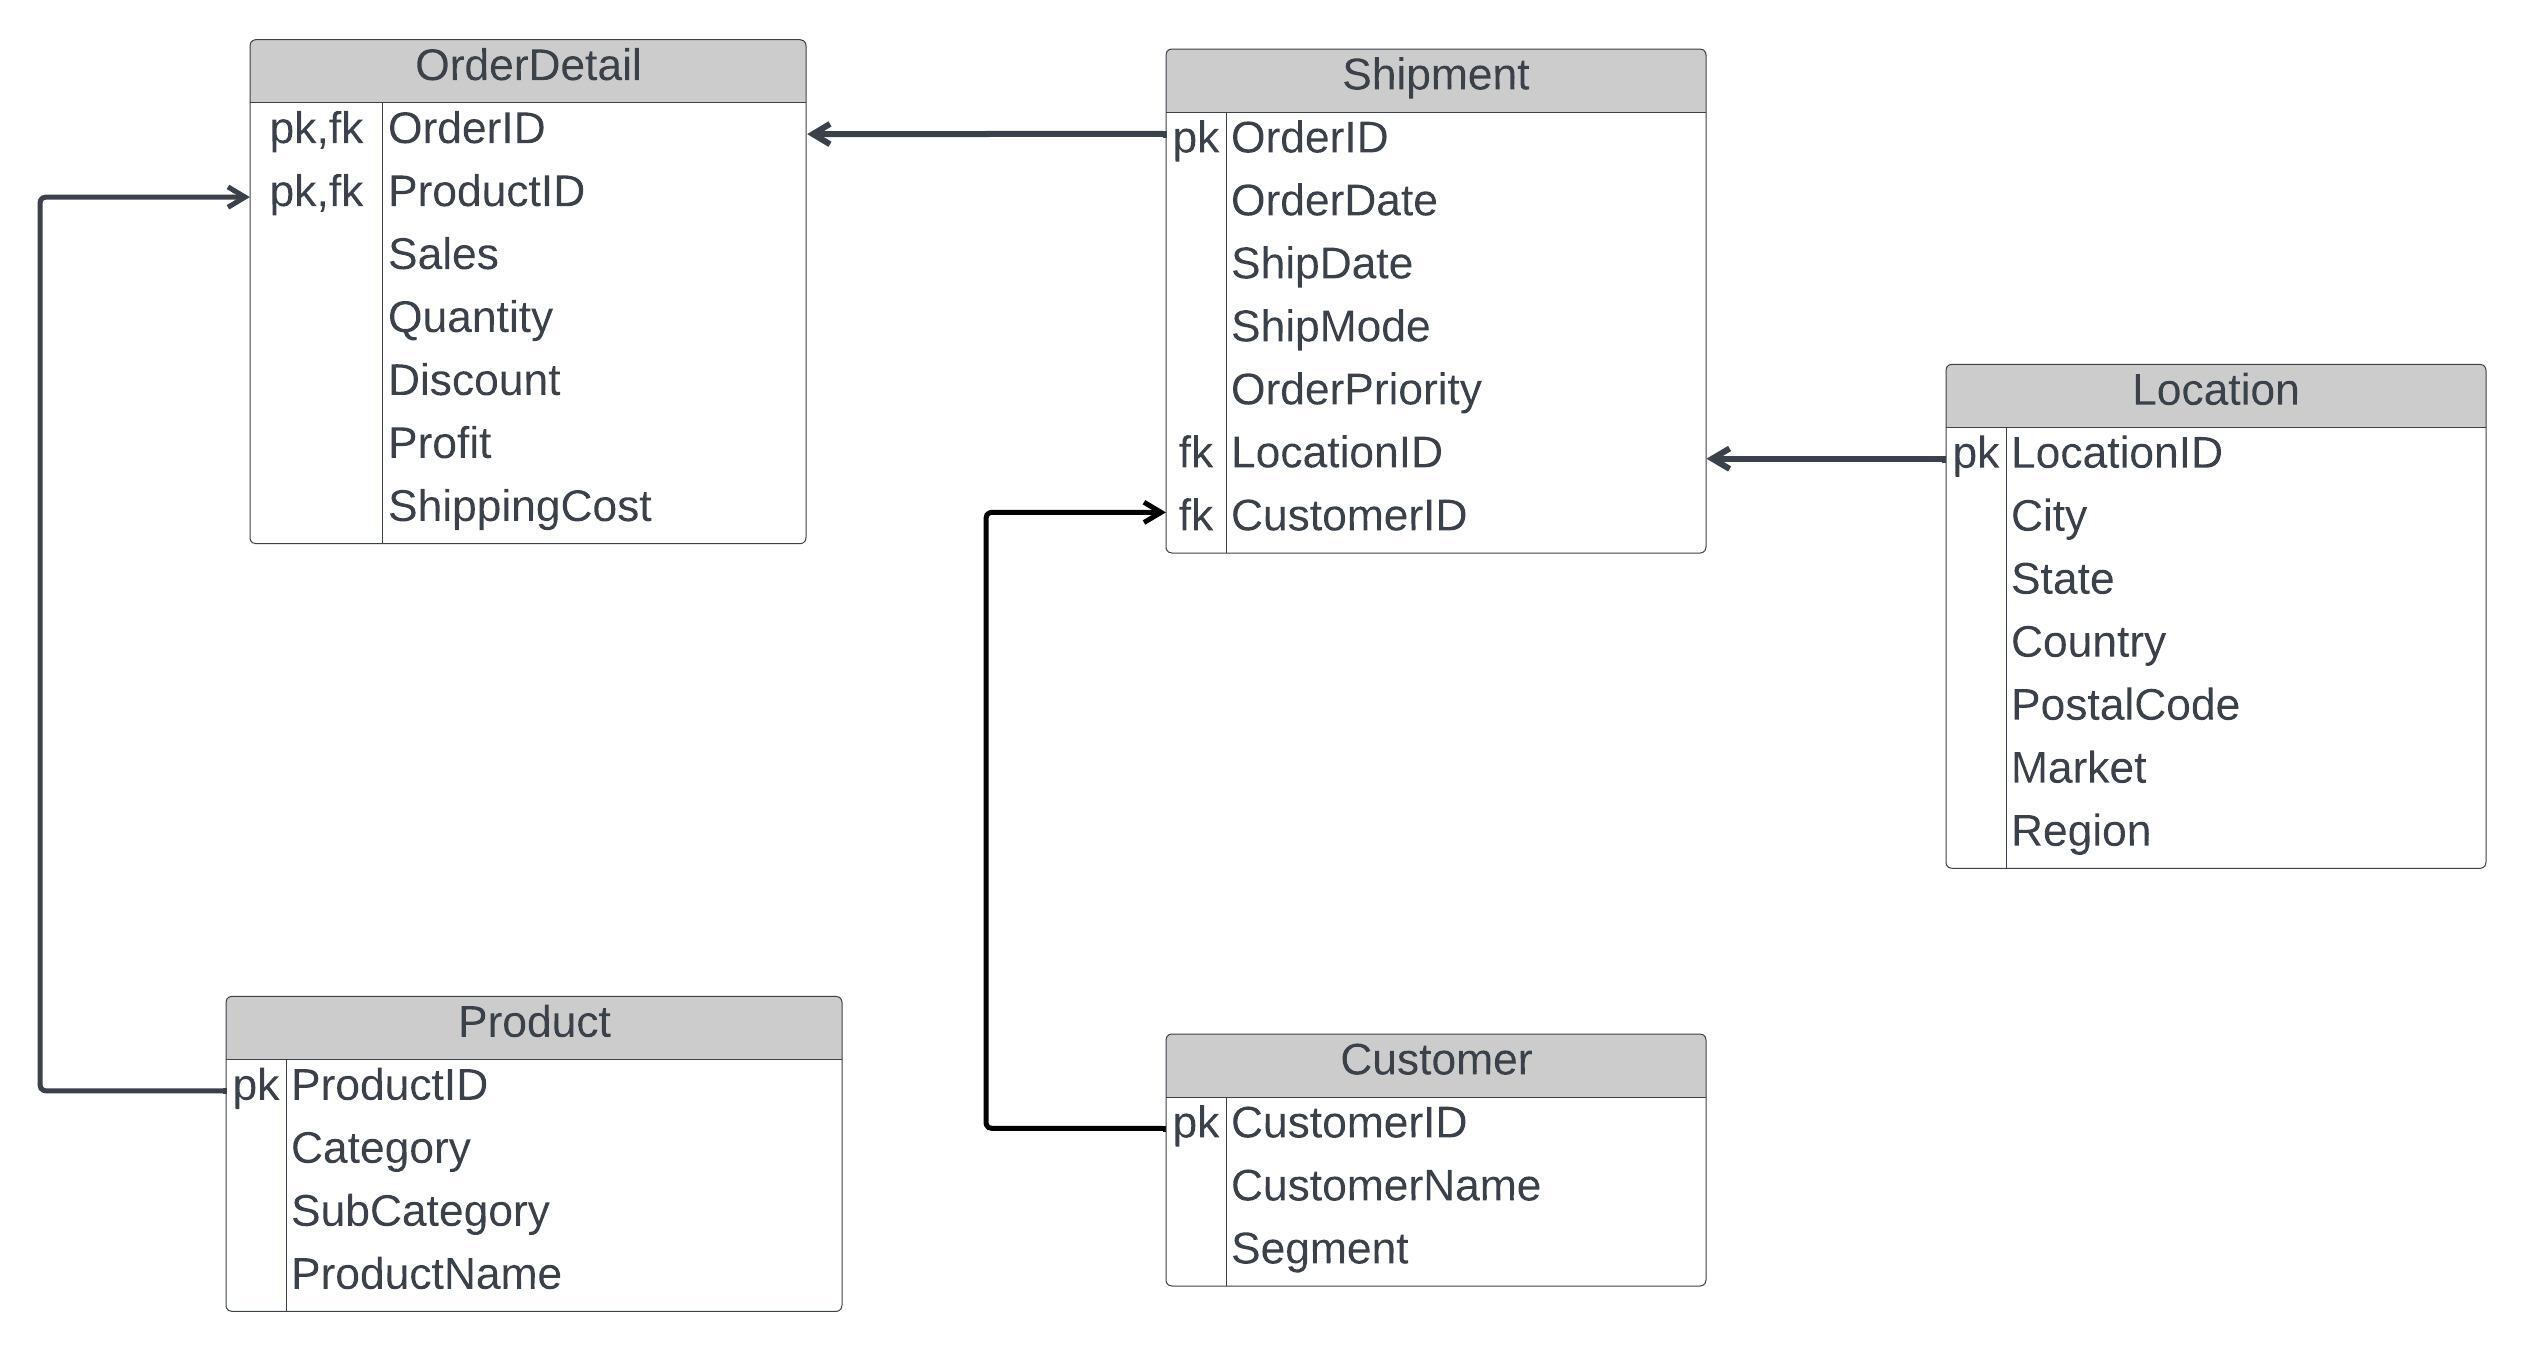 OrderDetail
pk,fk OrderID
pk,fk ProductID
Sales
Quantity
Discount
Profit
ShippingCost
Shipment
pk OrderID
OrderDate
ShipDate
ShipMode
OrderPriority
fk LocationID
fk CustomerID
Location
pk LocationID
City
State
Country
PostalCode
Market
Region
Product
pk ProductID
Category
SubCategory
ProductName
Customer
pk CustomerID
CustomerName
Segment